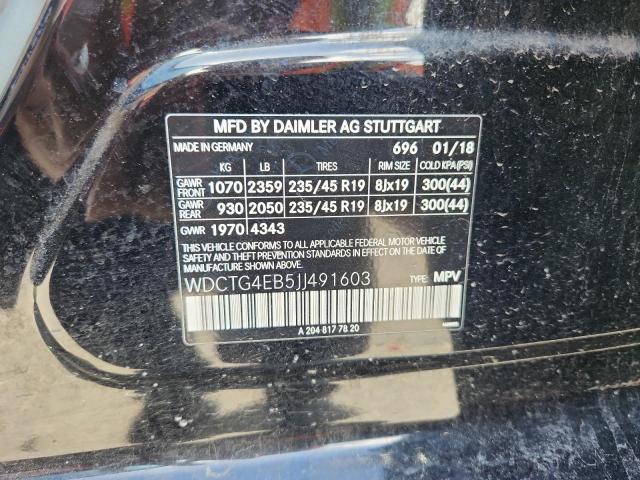 MFD BY DAIMLER AG STUTTGART
MADE IN GERMANY 696 01/18
KG LB TIRES RIM SIZE COLD KPA(PSI)
GAWR FRONT 1070 2359 235/45 R19 8Jx19 300(44)
GAWR REAR 930 2050 235/45 R19 8Jx19 300(44)
GVWR 1970 4343
THIS VEHICLE CONFORMS TO ALL APPLICABLE FEDERAL MOTOR VEHICLE
SAFETY AND THEFT PREVENTION STANDARDS IN EFFECT ON THE DATE
OF MANUFACTURE SHOWN ABOVE.
WDCTG4EB5JJ491603 TYPE: MPV
A 204 817 78 20